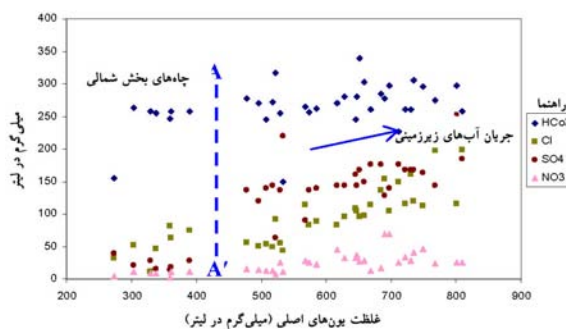 400
350
300
250
200
150
100
50
0
میلی‌گرم در لیتر
چاه‌های بخش شمالی
A
A'
جریان آب‌های زیرزمینی
200 300 400 500 600 700 800 900
غلظت یون‌های اصلی (میلی‌گرم در لیتر)
راهنما
HCo3
Cl
SO4
NO3